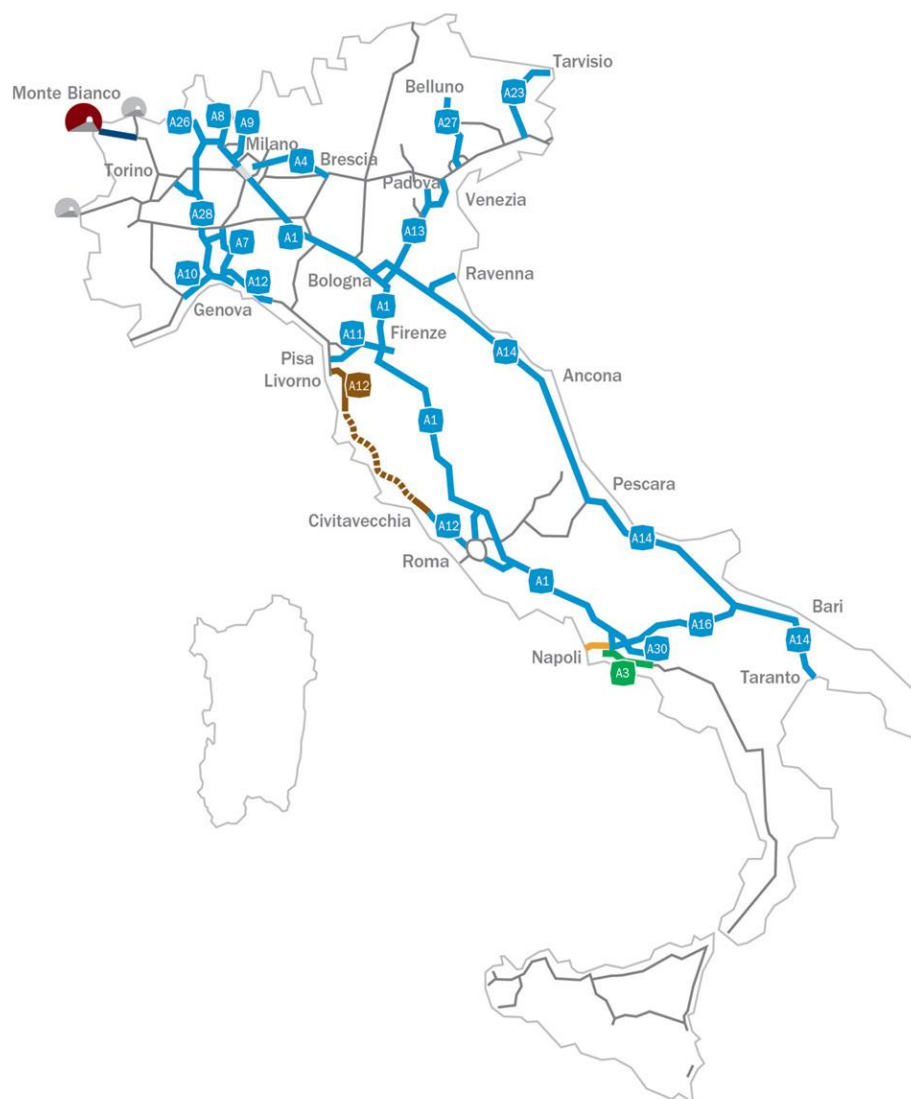 Tarvisio
Belluno
A23
Monte Bianco
A26
A8
A9
A27
Milano
A4
Brescia
Torino
Padova
Venezia
A28
A13
A7
A1
A10
A12
Bologna
Ravenna
Genova
A1
A11
Firenze
A14
Pisa
Livorno
A12
Ancona
A1
Pescara
Civitavecchia
A12
A14
Roma
A1
Bari
A16
A14
Napoli
A30
A3
Taranto